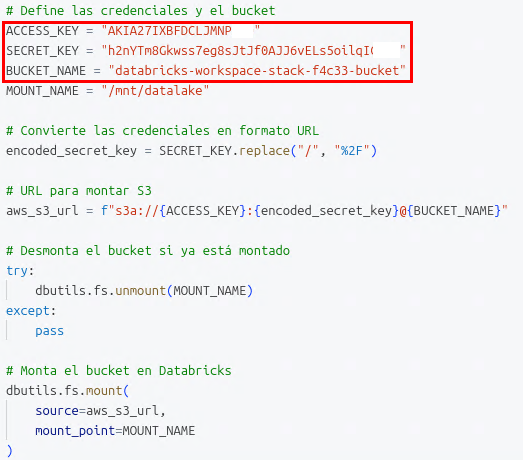 # Define las credenciales y el bucket
ACCESS_KEY = "AKIA27IXBFDCLJMNP "
SECRET_KEY = "h2nYTm8Gkwss7eg8sJtJf0AJJ6vELs5oilqI "
BUCKET_NAME = "databricks-workspace-stack-f4c33-bucket"
MOUNT_NAME = "/mnt/datalake"
# Convierte las credenciales en formato URL
encoded_secret_key = SECRET_KEY.replace("/", "%2F")
# URL para montar S3
aws_s3_url = f"s3a://{ACCESS_KEY}:{encoded_secret_key}@{BUCKET_NAME}"
# Desmonta el bucket si ya está montado
try:
    dbutils.fs.unmount(MOUNT_NAME)
except:
    pass
# Monta el bucket en Databricks
dbutils.fs.mount(
    source=aws_s3_url,
    mount_point=MOUNT_NAME
)